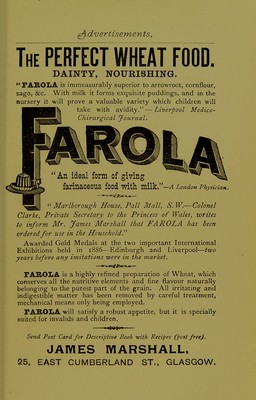 Advertisements.
THE PERFECT WHEAT FOOD.
DAINTY, NOURISHING.
"FAROLA is immeasurably superior to arrowroot, cornflour,
sago, &c. With milk it forms exquisite puddings, and in the
nursery it will prove a valuable variety which children will
take with avidity."—Liverpool Medico-
Chirurgical Journal.
FAROLA
"An ideal form of giving
farinaceous food with milk."—A London Physician.
"Marlborough House, Pall Mall, S.W.—Colonel
Clarke, Private Secretary to the Princess of Wales, writes
to inform Mr. James Marshall that FAROLA has been
ordered for use in the Household."
Awarded Gold Medals at the two important International
Exhibitions held in 1886—Edinburgh and Liverpool—two
years before any imitations were in the market.
FAROLA is a highly refined preparation of Wheat, which
conserves all the nutritive elements and fine flavour naturally
belonging to the purest part of the grain. All irritating and
indigestible matter has been removed by careful treatment,
mechanical means only being employed.
FAROLA will satisfy a robust appetite, but it is specially
suited for invalids and children.
Send Post Card for Descriptive Book with Recipes (post free).
JAMES MARSHALL,
25, EAST CUMBERLAND ST., GLASGOW.